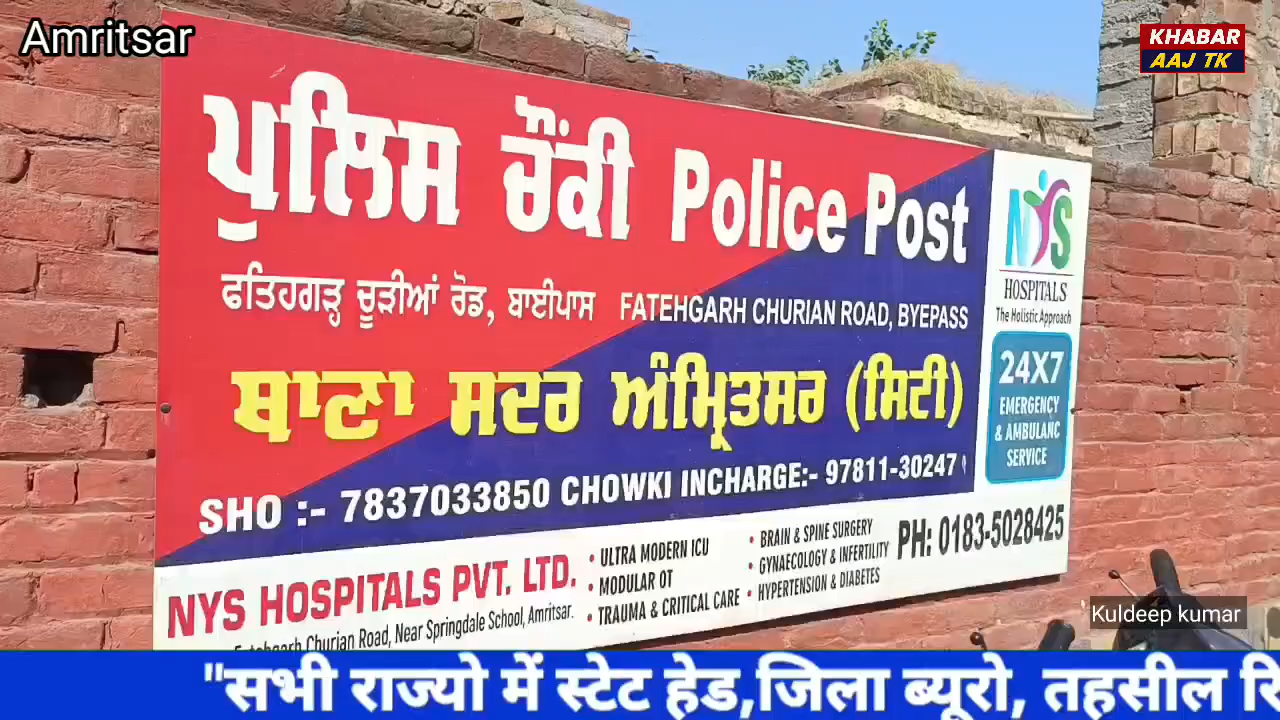 Amritsar
KHABAR
AAJ TK
ਪੁਲਿਸ ਚੌਂਕੀ Police Post
ਫਤਿਹਗੜ੍ਹ ਚੂੜੀਆਂ ਰੋਡ, ਬਾਈਪਾਸ FATEHGARH CHURIAN ROAD, BYEPASS
ਥਾਣਾ ਸਦਰ ਅੰਮ੍ਰਿਤਸਰ (ਸਿਟੀ)
SHO :- 7837033850 CHOWKI INCHARGE:- 97811-30247
NYS
HOSPITALS
The Holistic Approach
24X7
EMERGENCY
& AMBULANC
SERVICE
NYS HOSPITALS PVT. LTD.
Fatehgarh Churian Road, Near Springdale School, Amritsar.
• ULTRA MODERN ICU
• MODULAR OT
• TRAUMA & CRITICAL CARE
• BRAIN & SPINE SURGERY
• GYNAECOLOGY & INFERTILITY
• HYPERTENSION & DIABETES
PH: 0183-5028425
Kuldeep kumar
"सभी राज्यो में स्टेट हेड,जिला ब्यूरो, तहसील